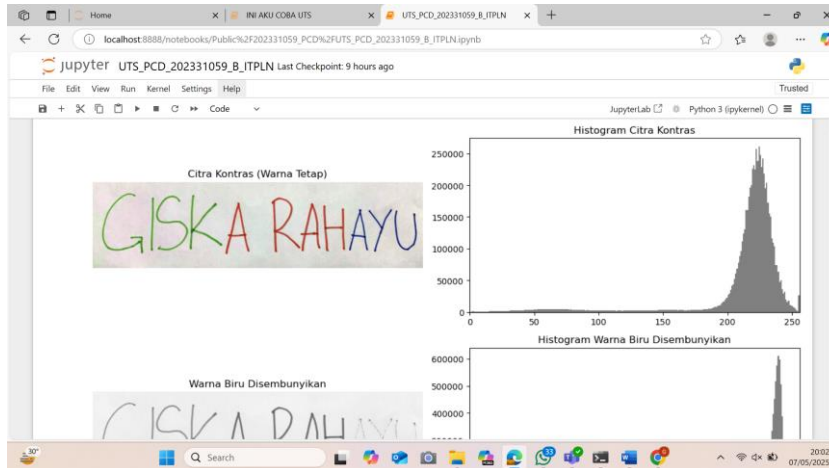 Home
INI AKU COBA UTS
UTS_PCD_202331059_B_ITPLN
localhost:8888/notebooks/Public%2F202331059_PCD%2FUTS_PCD_202331059_B_ITPLN.ipynb
jupyter UTS_PCD_202331059_B_ITPLN Last Checkpoint: 9 hours ago
File Edit View Run Kernel Settings Help
Trusted
Code
JupyterLab
Python 3 (ipykernel)
Citra Kontras (Warna Tetap)
GISKA RAHAYU
Histogram Citra Kontras
250000
200000
150000
100000
50000
0
0 50 100 150 200 250
Warna Biru Disembunyikan
GISKA RAHAYU
Histogram Warna Biru Disembunyikan
600000
500000
400000
30°
Search
20:02
07/05/2025